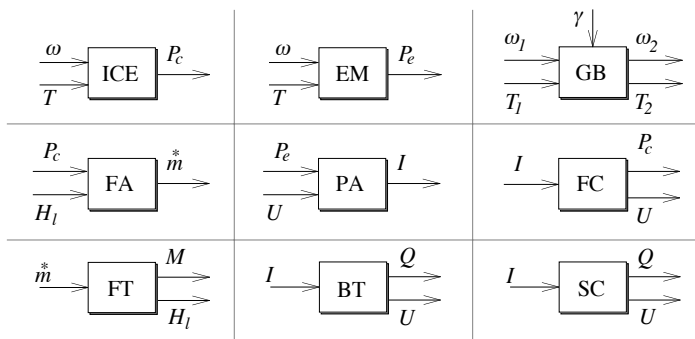 ω ICE P_c
T
ω EM P_e
T
γ
ω_1 GB ω_2
T_1 T_2
P_c FA m*
H_l
P_e PA I
U
I FC P_c
U
m* FT M
H_l
I BT Q
U
I SC Q
U